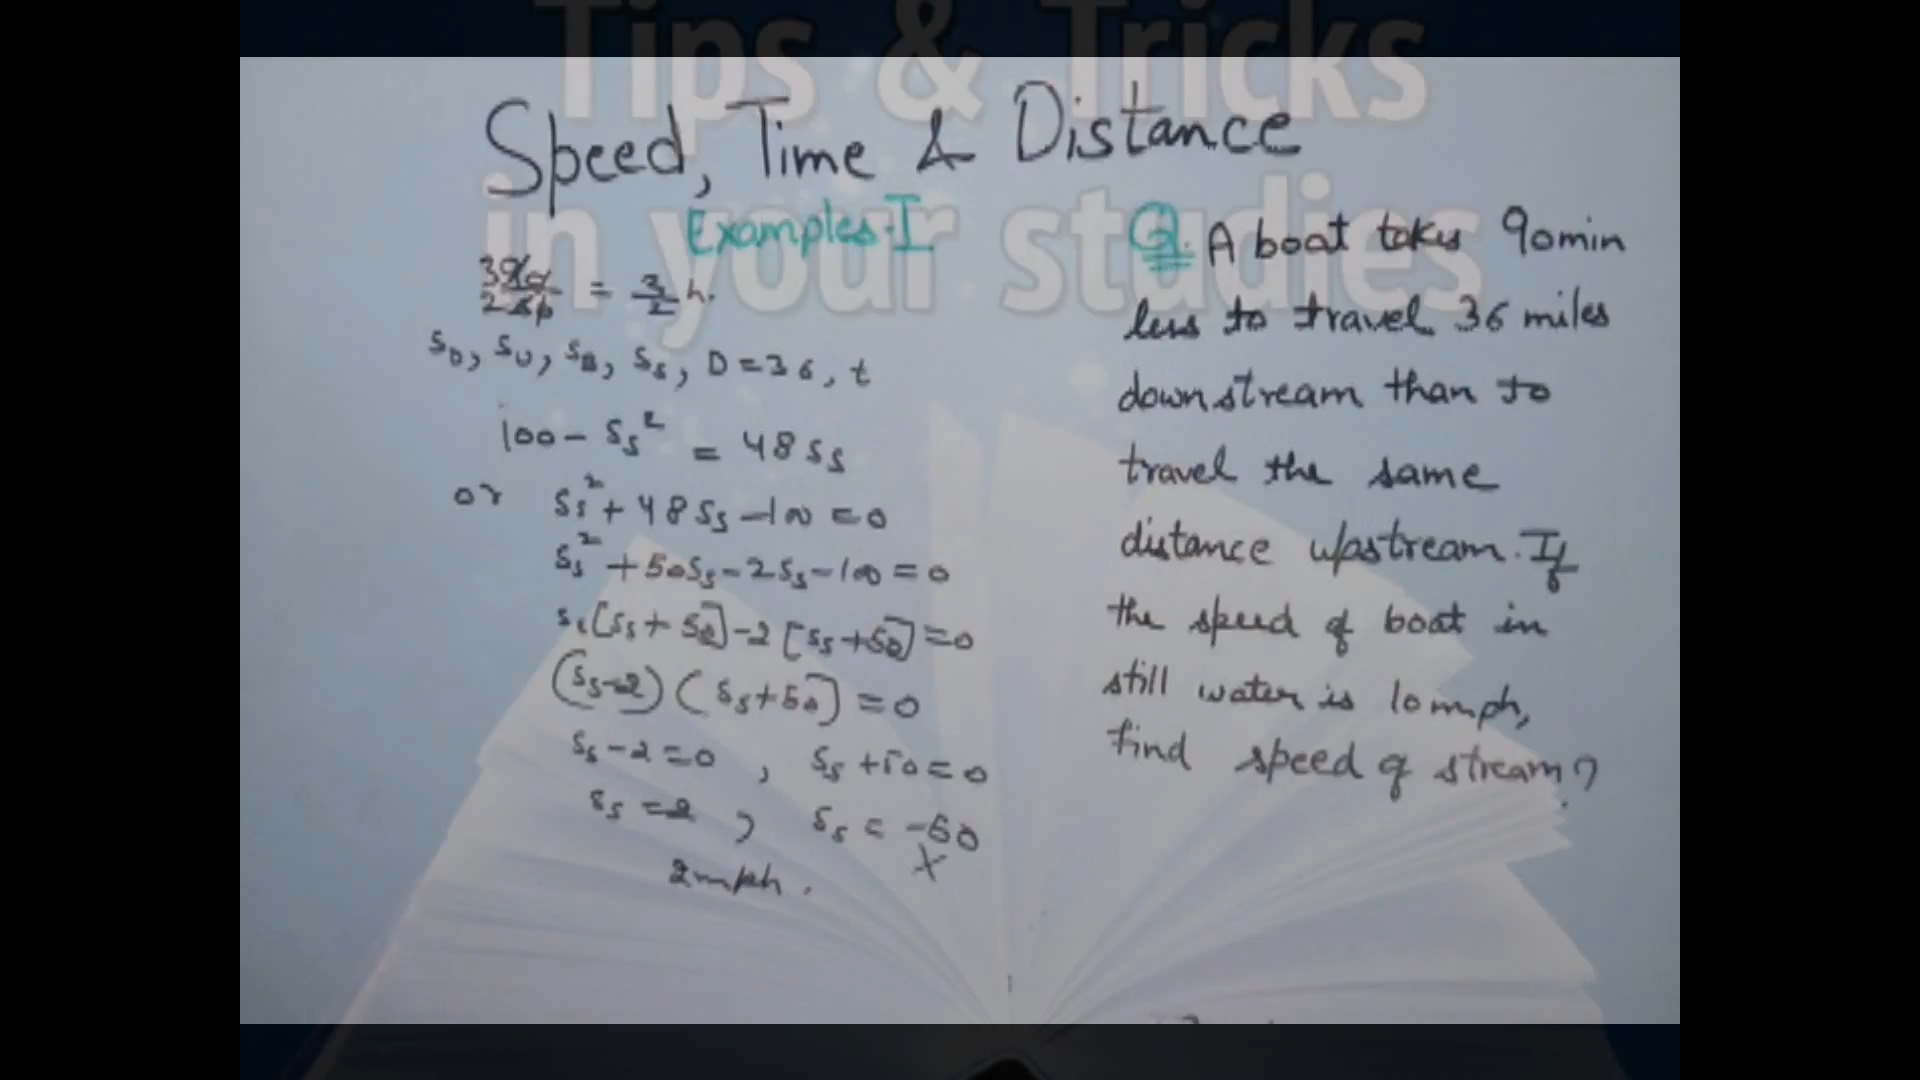 Tips & Tricks
in your studies
Speed, Time & Distance
Examples-I
390/260 = 3/2 h.
S_D, S_U, S_B, S_S, D=36, t
100 - S_S² = 48 S_S
or S_S² + 48 S_S - 100 = 0
S_S² + 50S_S - 2S_S - 100 = 0
S_S [S_S + 50] - 2 [S_S + 50] = 0
(S_S - 2) (S_S + 50] = 0
S_S - 2 = 0 , S_S + 50 = 0
S_S = 2 , S_S = -50
X
2mph.
Q. A boat takes 90min
less to travel 36 miles
downstream than to
travel the same
distance upstream. If
the speed of boat in
still water is 10mph,
find speed of stream?